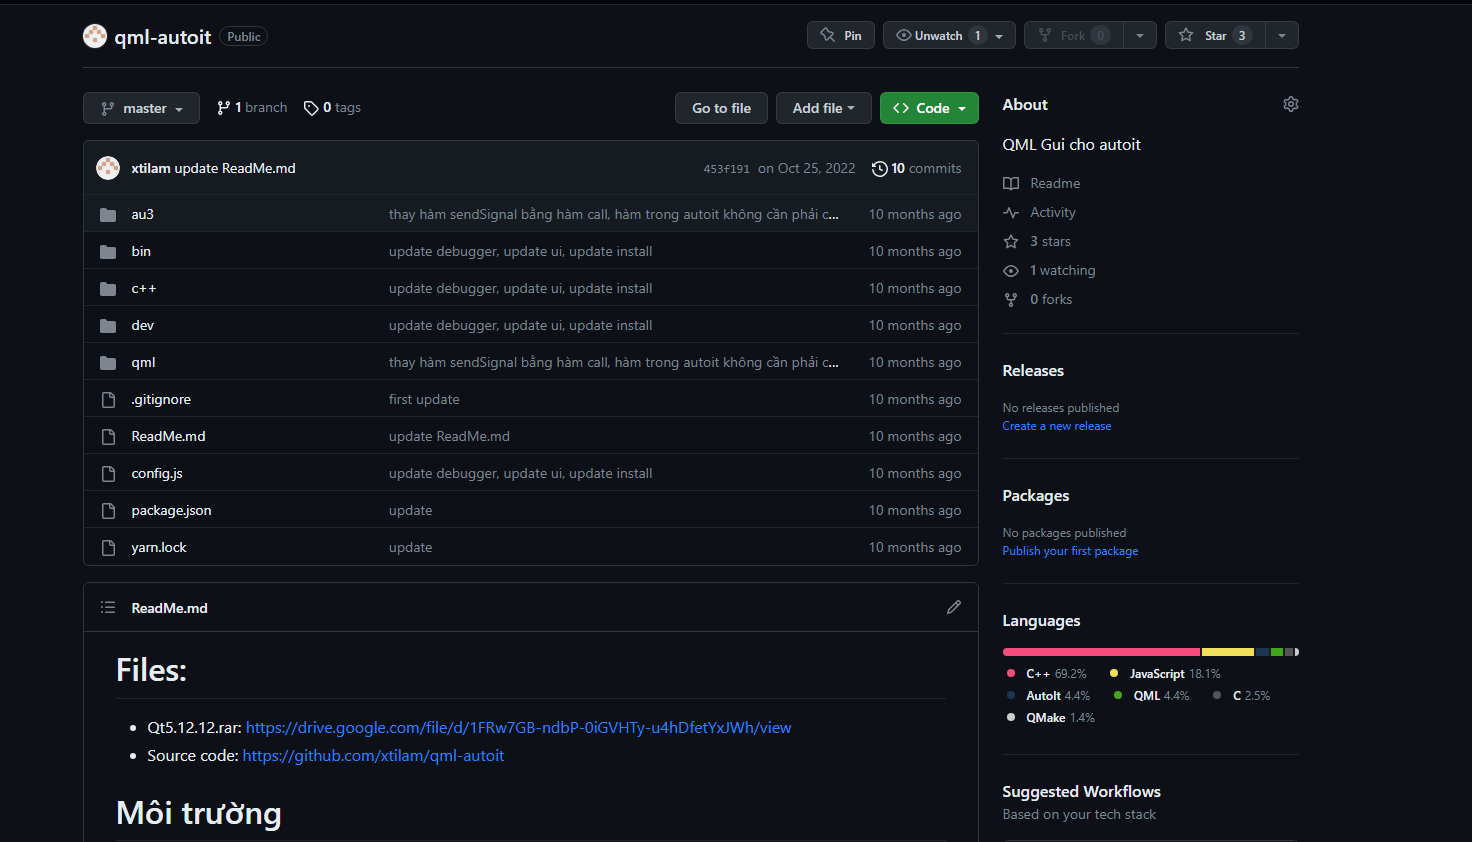 qml-autoit Public Pin Unwatch 1 Fork 0 Star 3
master 1 branch 0 tags Go to file Add file Code
xtilam update ReadMe.md 453f191 on Oct 25, 2022 10 commits
au3 thay hàm sendSignal bằng hàm call, hàm trong autoit không cần phải c... 10 months ago
bin update debugger, update ui, update install 10 months ago
c++ update debugger, update ui, update install 10 months ago
dev update debugger, update ui, update install 10 months ago
qml thay hàm sendSignal bằng hàm call, hàm trong autoit không cần phải c... 10 months ago
.gitignore first update 10 months ago
ReadMe.md update ReadMe.md 10 months ago
config.js update debugger, update ui, update install 10 months ago
package.json update 10 months ago
yarn.lock update 10 months ago
ReadMe.md
Files:
Qt5.12.12.rar: https://drive.google.com/file/d/1FRw7GB-ndbP-0iGVHTy-u4hDfetYxJWh/view
Source code: https://github.com/xtilam/qml-autoit
Môi trường
About
QML Gui cho autoit
Readme
Activity
3 stars
1 watching
0 forks
Releases
No releases published
Create a new release
Packages
No packages published
Publish your first package
Languages
C++ 69.2% JavaScript 18.1%
AutoIt 4.4% QML 4.4% C 2.5%
QMake 1.4%
Suggested Workflows
Based on your tech stack